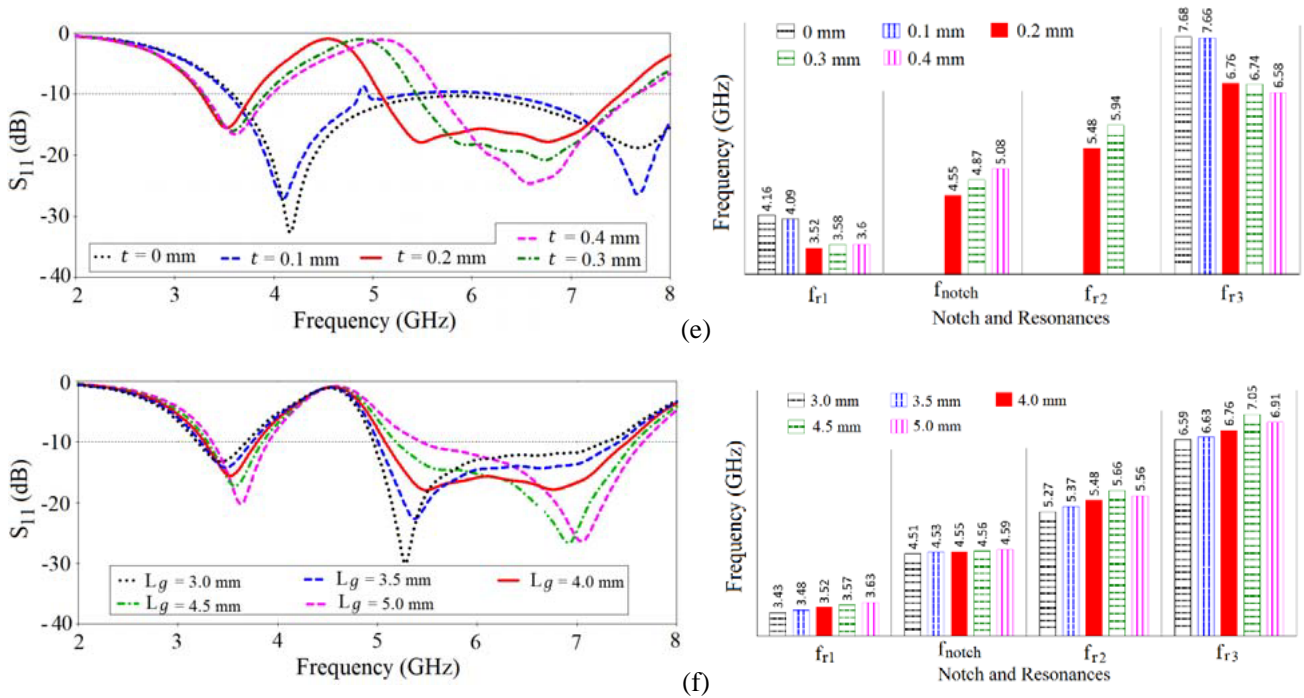 0
-10
-20
-30
-40
S11 (dB)
t = 0.4 mm
t = 0 mm t = 0.1 mm t = 0.2 mm t = 0.3 mm
2 3 4 5 6 7 8
Frequency (GHz)
0 mm 0.1 mm 0.2 mm
0.3 mm 0.4 mm
Frequency (GHz)
4.16 4.09 3.52 3.58 3.6
4.55 4.87 5.08
5.48 5.94
7.68 7.66 6.76 6.74 6.58
fr1 fnotch fr2 fr3
Notch and Resonances
(e)
0
-10
-20
-30
-40
S11 (dB)
Lg = 3.0 mm Lg = 3.5 mm Lg = 4.0 mm
Lg = 4.5 mm Lg = 5.0 mm
2 3 4 5 6 7 8
Frequency (GHz)
3.0 mm 3.5 mm 4.0 mm
4.5 mm 5.0 mm
Frequency (GHz)
3.43 3.48 3.52 3.57 3.63
4.51 4.53 4.55 4.56 4.59
5.27 5.37 5.48 5.66 5.56
6.59 6.63 6.76 7.05 6.91
fr1 fnotch fr2 fr3
Notch and Resonances
(f)